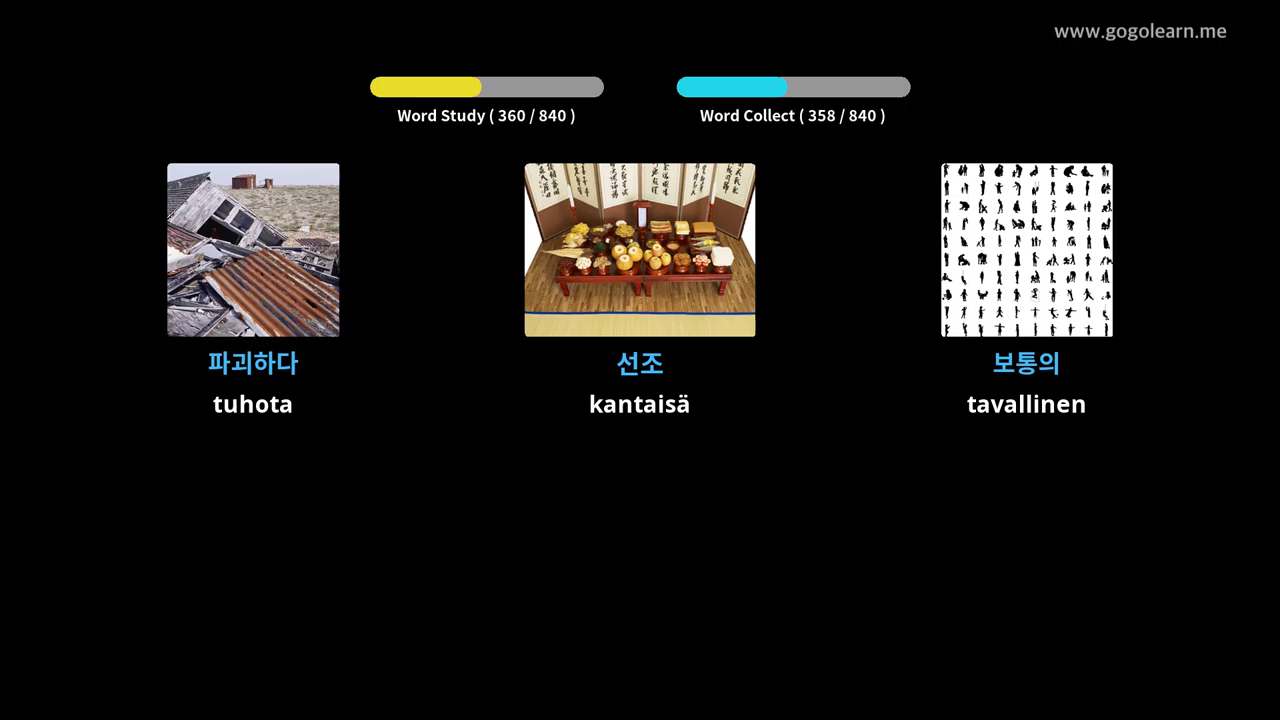 www.gogolearn.me
Word Study ( 360 / 840 )
Word Collect ( 358 / 840 )
파괴하다
선조
보통의
tuhota
kantaisä
tavallinen